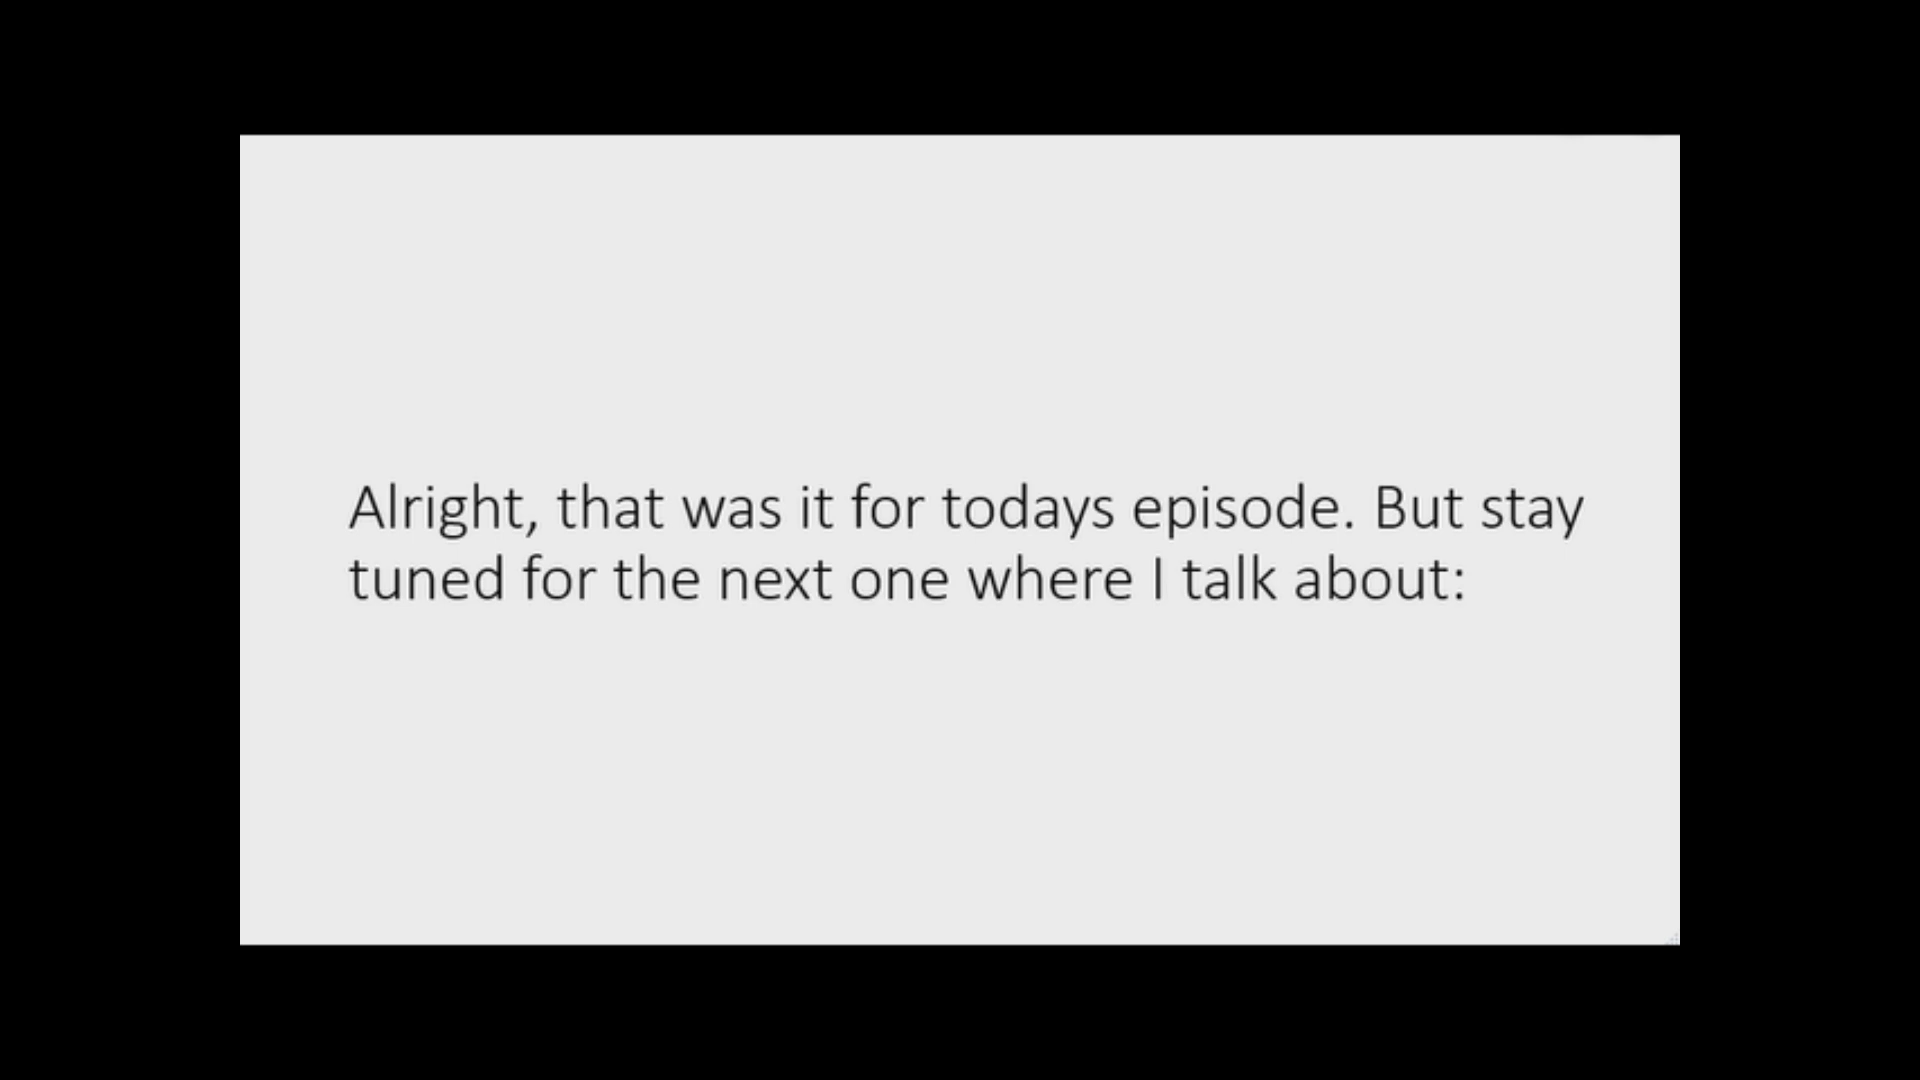 Alright, that was it for todays episode. But stay
tuned for the next one where I talk about: